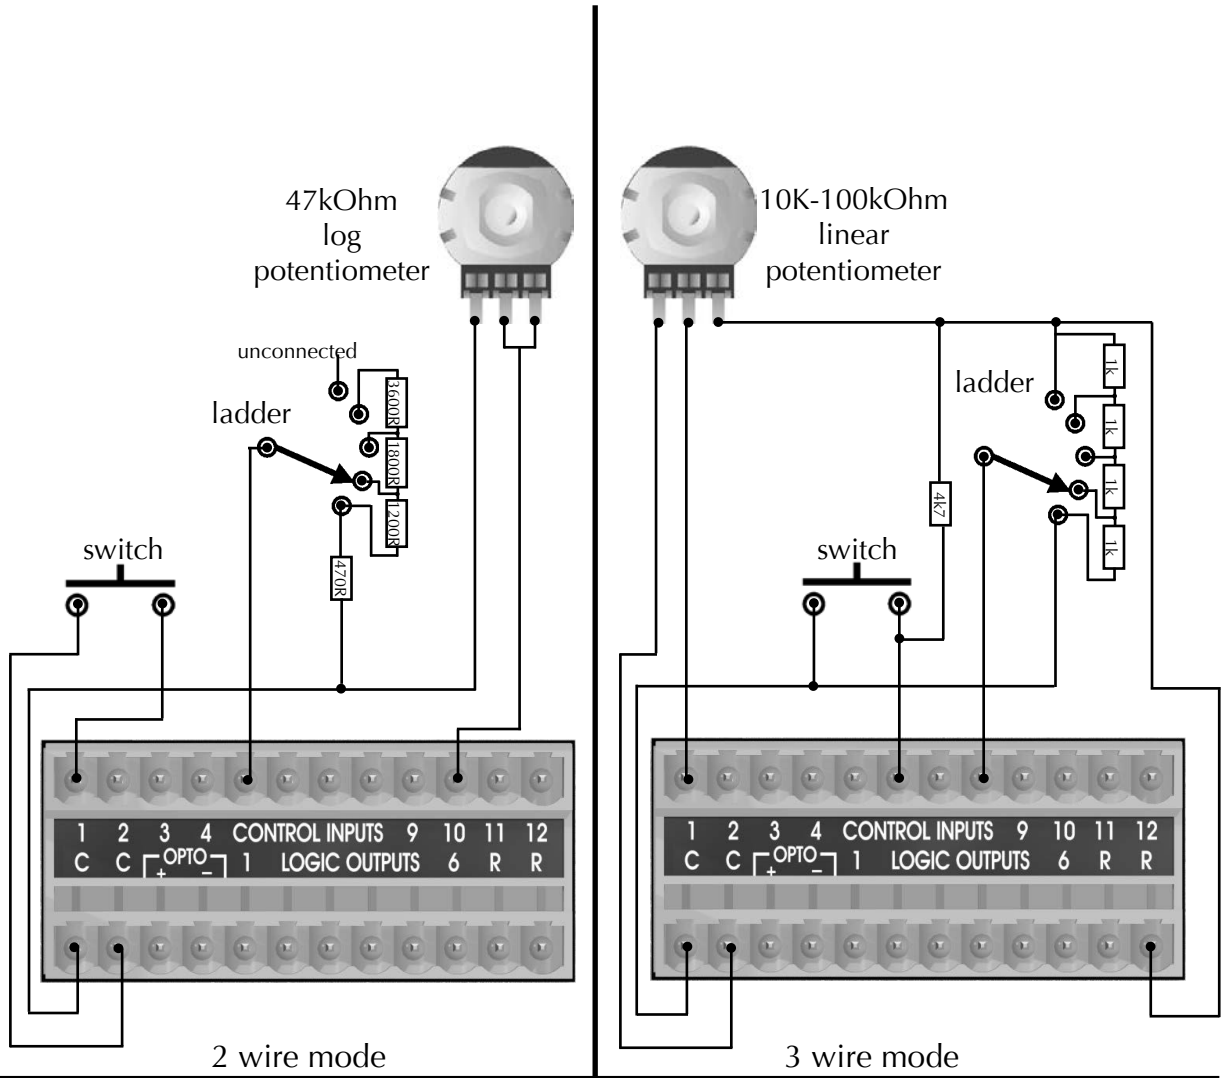 47kOhm
log
potentiometer
unconnected
ladder
3600R
1800R
1200R
470R
switch
1 2 3 4 CONTROL INPUTS 9 10 11 12
C C OPTO 1 LOGIC OUTPUTS 6 R R
+ –
2 wire mode
10K-100kOhm
linear
potentiometer
ladder
1k
1k
1k
1k
4k7
switch
1 2 3 4 CONTROL INPUTS 9 10 11 12
C C OPTO 1 LOGIC OUTPUTS 6 R R
+ –
3 wire mode